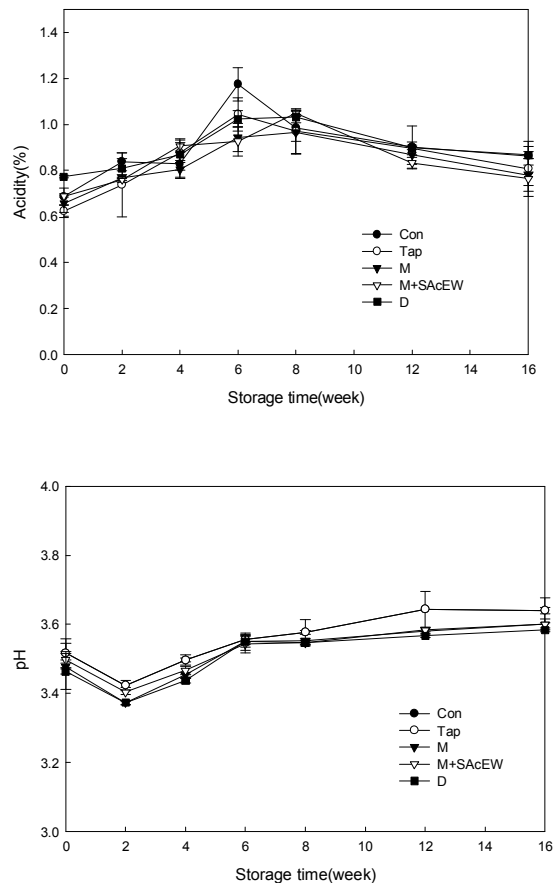 1.6
1.4
1.2
1.0
0.8
0.6
0.4
0.2
0.0
Acidity(%)
Con
Tap
M
M+SAcEW
D
0 2 4 6 8 10 12 14 16
Storage time(week)
4.0
3.8
3.6
3.4
3.2
3.0
pH
Con
Tap
M
M+SAcEW
D
0 2 4 6 8 10 12 14 16
Storage time(week)